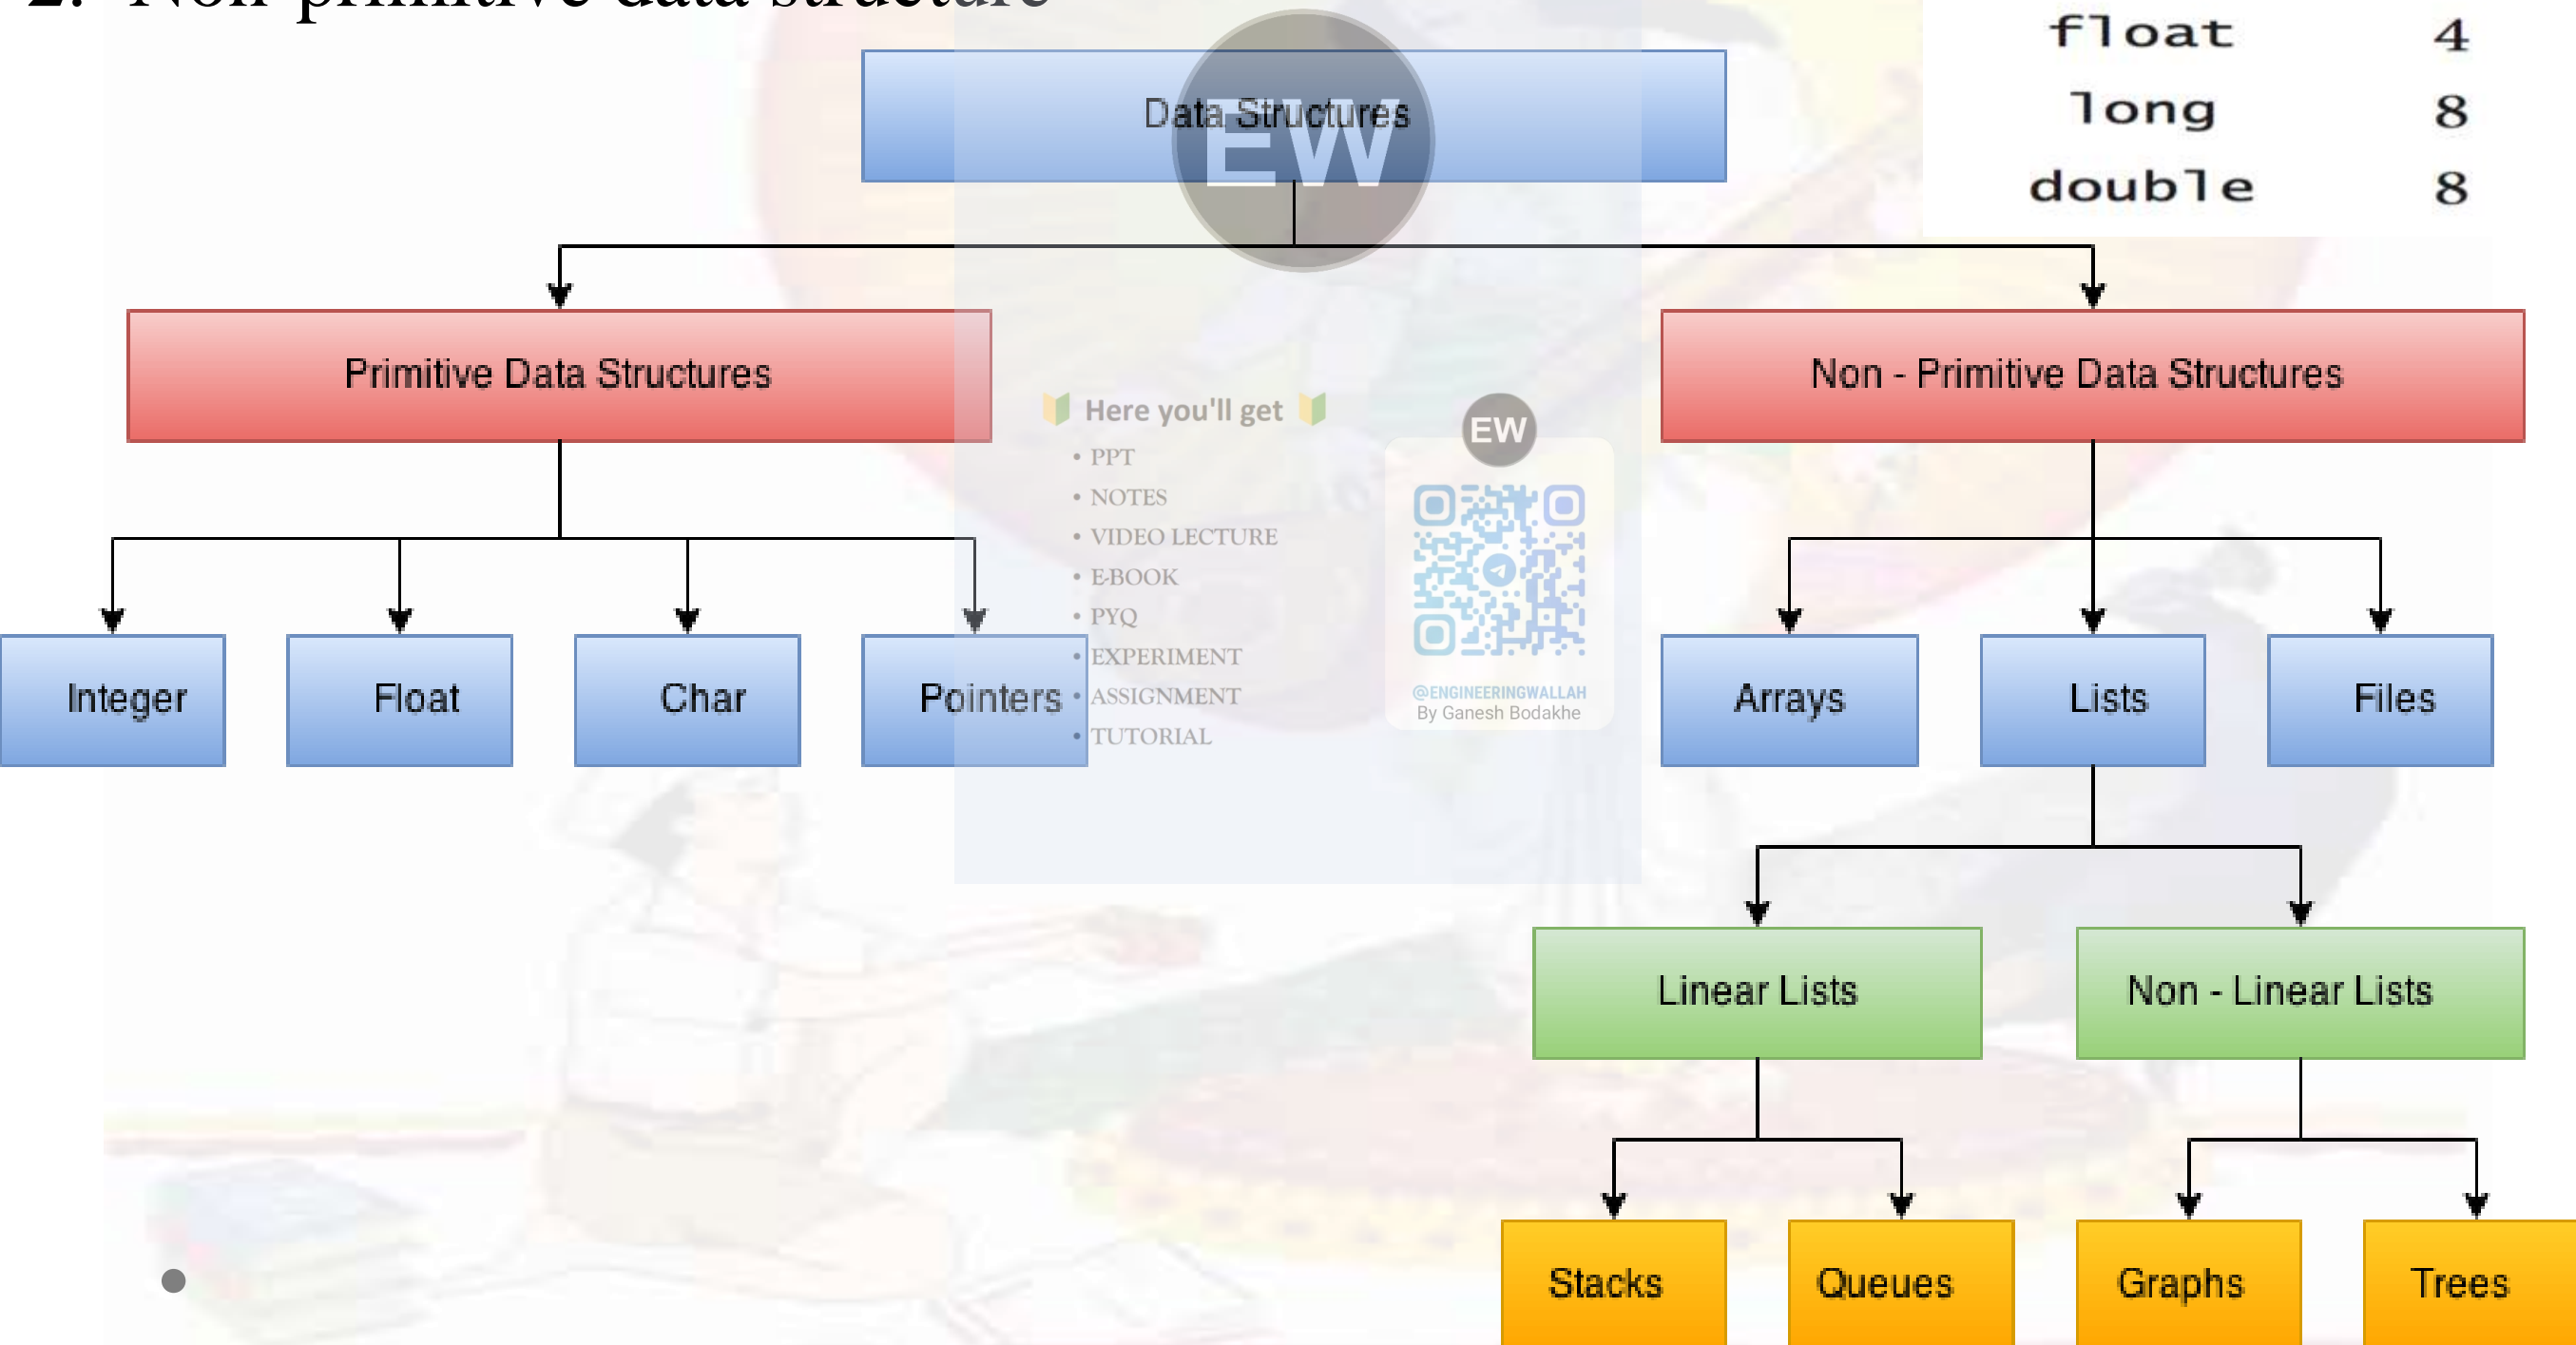 2. Non-primitive data structure
float 4
long 8
double 8
Data Structures
EW
Primitive Data Structures
Non - Primitive Data Structures
Here you'll get
• PPT
• NOTES
• VIDEO LECTURE
• E-BOOK
• PYQ
• EXPERIMENT
• ASSIGNMENT
• TUTORIAL
EW
@ENGINEERINGWALLAH
By Ganesh Bodakhe
Integer Float Char Pointers Arrays Lists Files
Linear Lists Non - Linear Lists
Stacks Queues Graphs Trees
•